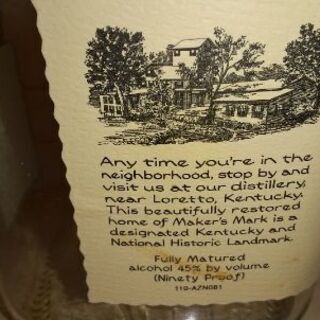 Any time you're in the
neighborhood, stop by and
visit us at our distillery,
near Loretto, Kentucky.
This beautifully restored
home of Maker's Mark is a
designated Kentucky and
National Historic Landmark.
Fully Matured
alcohol 45% by volume
(Ninety Proof)
119-AZN081